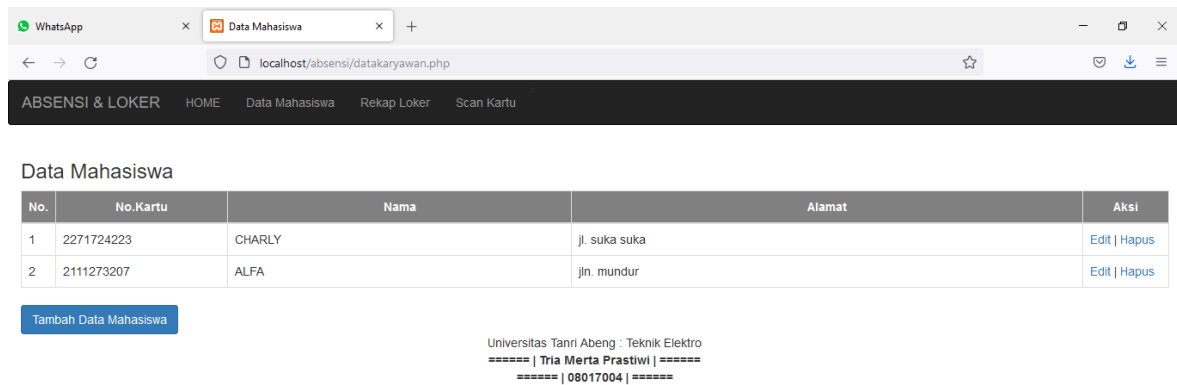 WhatsApp × Data Mahasiswa × +
localhost/absensi/datakaryawan.php
ABSENSI & LOKER HOME Data Mahasiswa Rekap Loker Scan Kartu >
Data Mahasiswa
No. No.Kartu Nama Alamat Aksi
1 2271724223 CHARLY jl. suka suka Edit | Hapus
2 2111273207 ALFA jln. mundur Edit | Hapus
Tambah Data Mahasiswa
Universitas Tanri Abeng : Teknik Elektro
====== | Tria Merta Prastiwi | ======
====== | 08017004 | ======